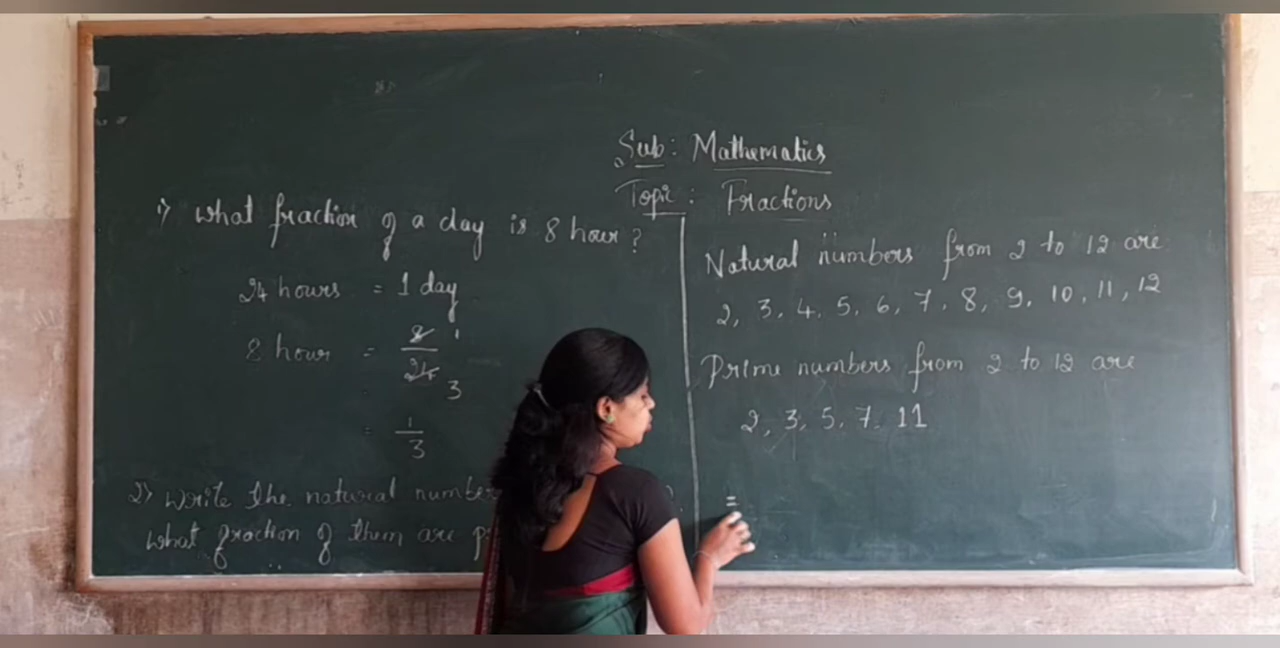 Sub: Mathematics
Topic: Fractions
1) What fraction of a day is 8 hour?
24 hours = 1 day
8 hour = 8/24 1 3
= 1/3
2) Write the natural number
What fraction of them are
Natural numbers from 2 to 12 are
2, 3, 4, 5, 6, 7, 8, 9, 10, 11, 12
Prime numbers from 2 to 12 are
2, 3, 5, 7, 11
=